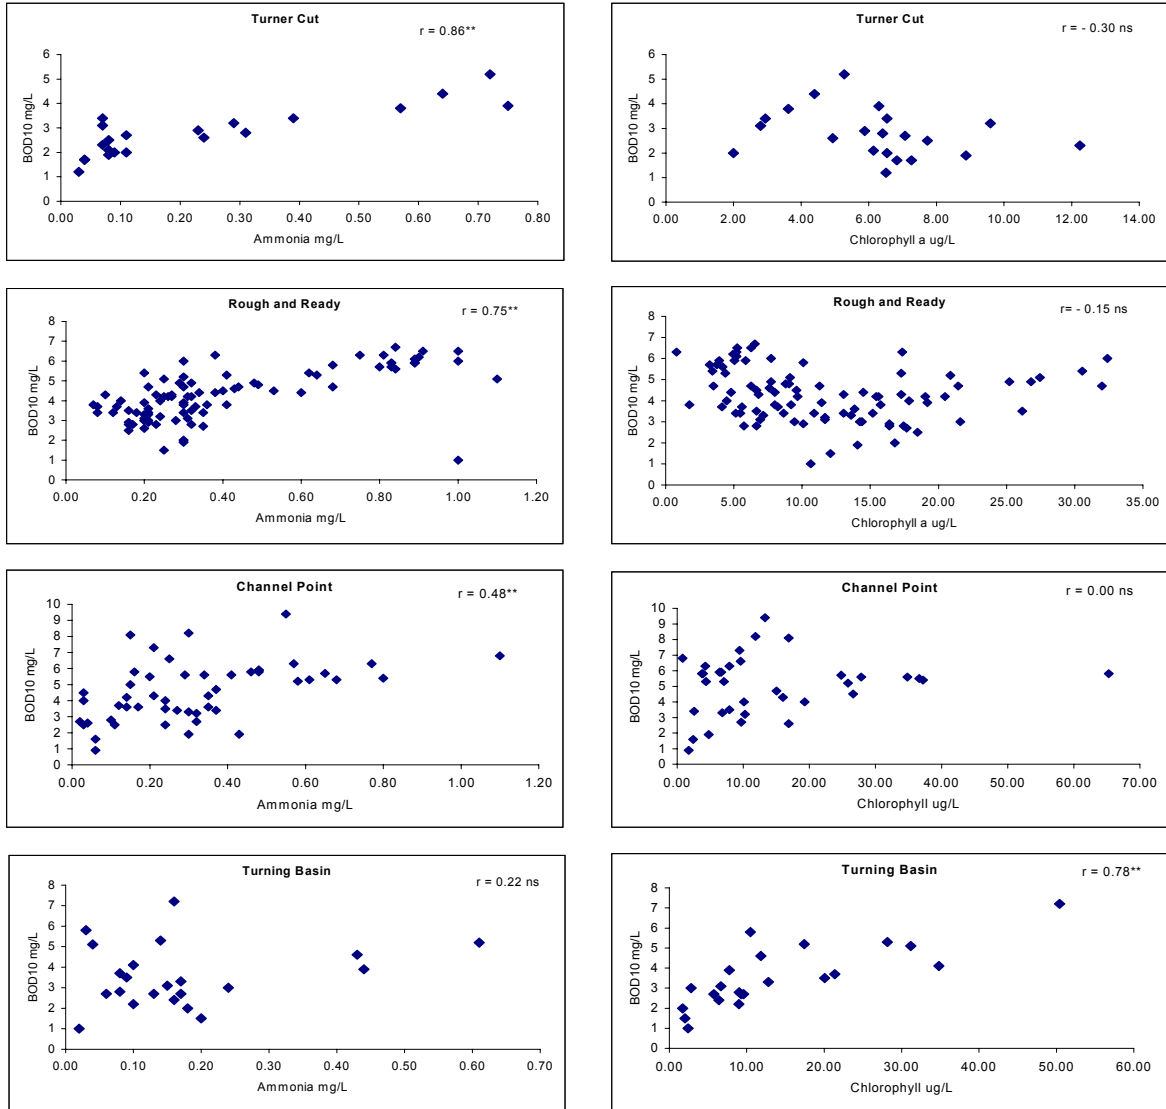 Turner Cut
r = 0.86**
6
5
4
3
2
1
0
BOD10 mg/L
0.00 0.10 0.20 0.30 0.40 0.50 0.60 0.70 0.80
Ammonia mg/L
Turner Cut
r = - 0.30 ns
6
5
4
3
2
1
0
BOD10 mg/L
0.00 2.00 4.00 6.00 8.00 10.00 12.00 14.00
Chlorophyll a ug/L
Rough and Ready
r = 0.75**
8
7
6
5
4
3
2
1
0
BOD10 mg/L
0.00 0.20 0.40 0.60 0.80 1.00 1.20
Ammonia mg/L
Rough and Ready
r= - 0.15 ns
8
7
6
5
4
3
2
1
0
BOD10 mg/L
0.00 5.00 10.00 15.00 20.00 25.00 30.00 35.00
Chlorophyll a ug/L
Channel Point
r = 0.48**
10
9
8
7
6
5
4
3
2
1
0
BOD10 mg/L
0.00 0.20 0.40 0.60 0.80 1.00 1.20
Ammonia mg/L
Channel Point
r = 0.00 ns
10
9
8
7
6
5
4
3
2
1
0
BOD10 mg/L
0.00 10.00 20.00 30.00 40.00 50.00 60.00 70.00
Chlorophyll ug/L
Turning Basin
r = 0.22 ns
8
7
6
5
4
3
2
1
0
BOD10 mg/L
0.00 0.10 0.20 0.30 0.40 0.50 0.60 0.70
Ammonia mg/L
Turning Basin
r = 0.78**
8
7
6
5
4
3
2
1
0
BOD10 mg/L
0.00 10.00 20.00 30.00 40.00 50.00 60.00
Chlorophyll ug/L